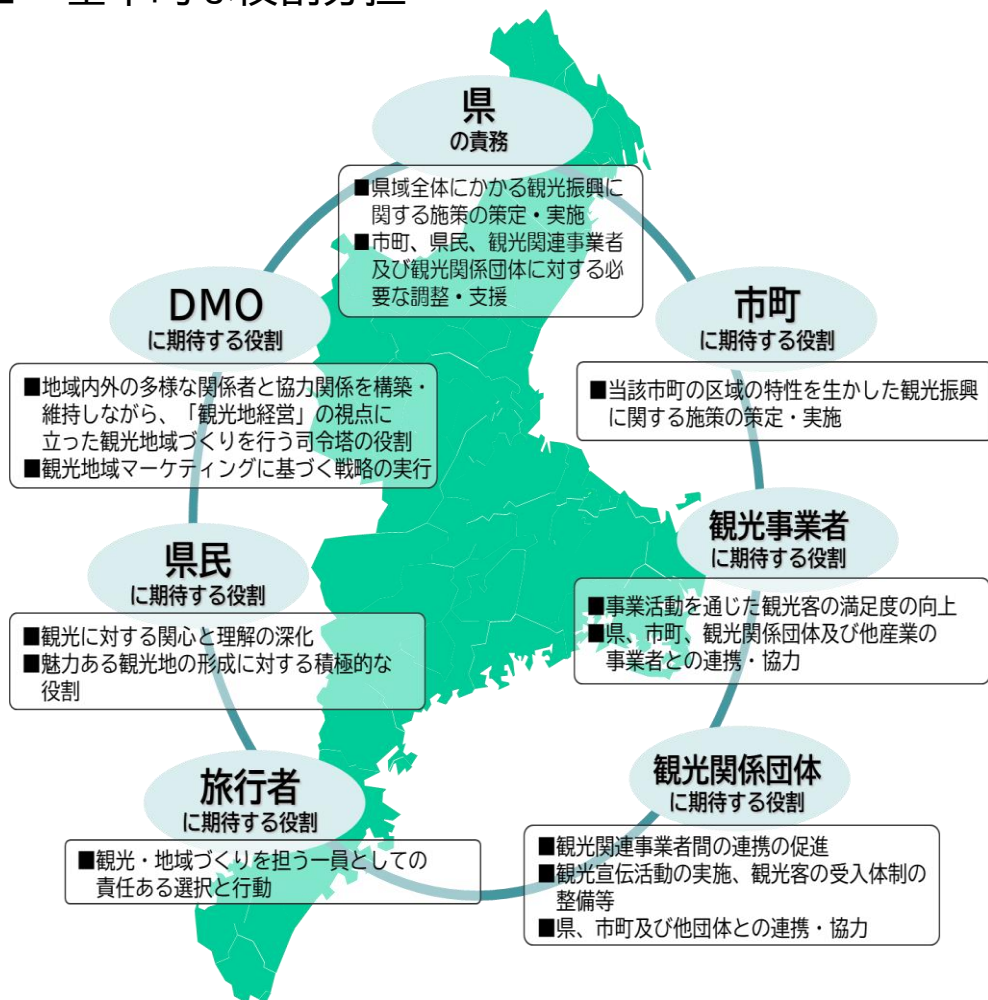 基本的な役割分担
県
の責務
■県域全体にかかる観光振興に
関する施策の策定・実施
■市町、県民、観光関連事業者
及び観光関係団体に対する必
要な調整・支援
市町
に期待する役割
■当該市町の区域の特性を生かした観光振興
に関する施策の策定・実施
観光事業者
に期待する役割
■事業活動を通じた観光客の満足度の向上
■県、市町、観光関係団体及び他産業の
事業者との連携・協力
観光関係団体
に期待する役割
■観光関連事業者間の連携の促進
■観光宣伝活動の実施、観光客の受入体制の
整備等
■県、市町及び他団体との連携・協力
旅行者
に期待する役割
■観光・地域づくりを担う一員としての
責任ある選択と行動
県民
に期待する役割
■観光に対する関心と理解の深化
■魅力ある観光地の形成に対する積極的な
役割
DMO
に期待する役割
■地域内外の多様な関係者と協力関係を構築・
維持しながら、「観光地経営」の視点に
立った観光地域づくりを行う司令塔の役割
■観光地域マーケティングに基づく戦略の実行